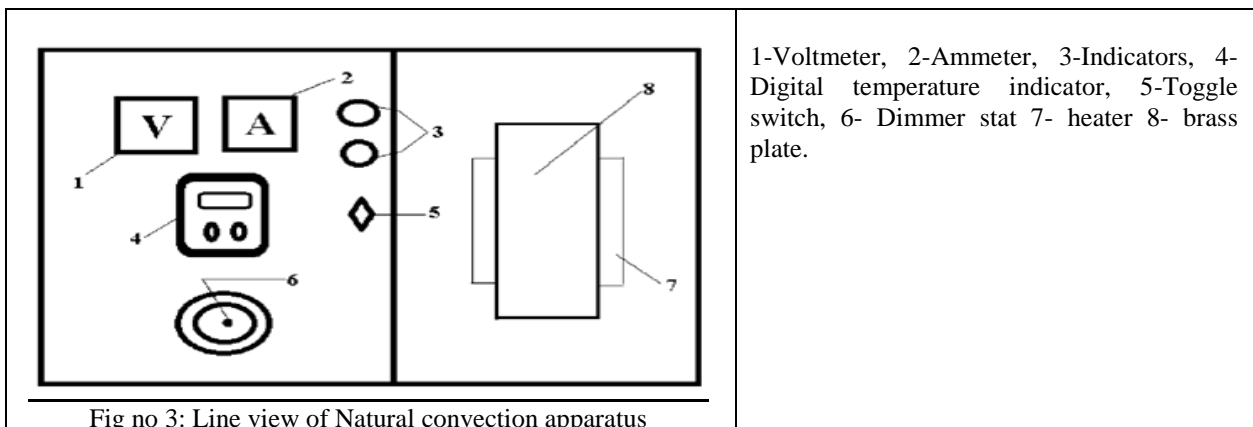 2
8
V
A
3
1
4
5
6
7
Fig no 3: Line view of Natural convection apparatus
1-Voltmeter, 2-Ammeter, 3-Indicators, 4-
Digital temperature indicator, 5-Toggle
switch, 6- Dimmer stat 7- heater 8- brass
plate.